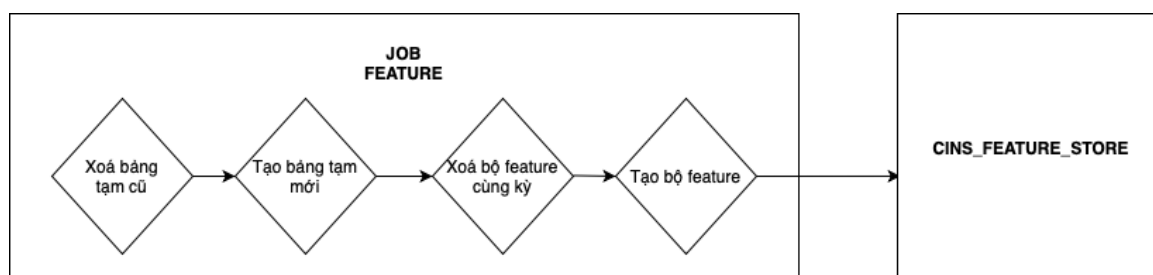 JOB
FEATURE
Xoá bảng
tạm cũ
Tạo bảng tạm
mới
Xoá bộ feature
cùng kỳ
Tạo bộ feature
CINS_FEATURE_STORE